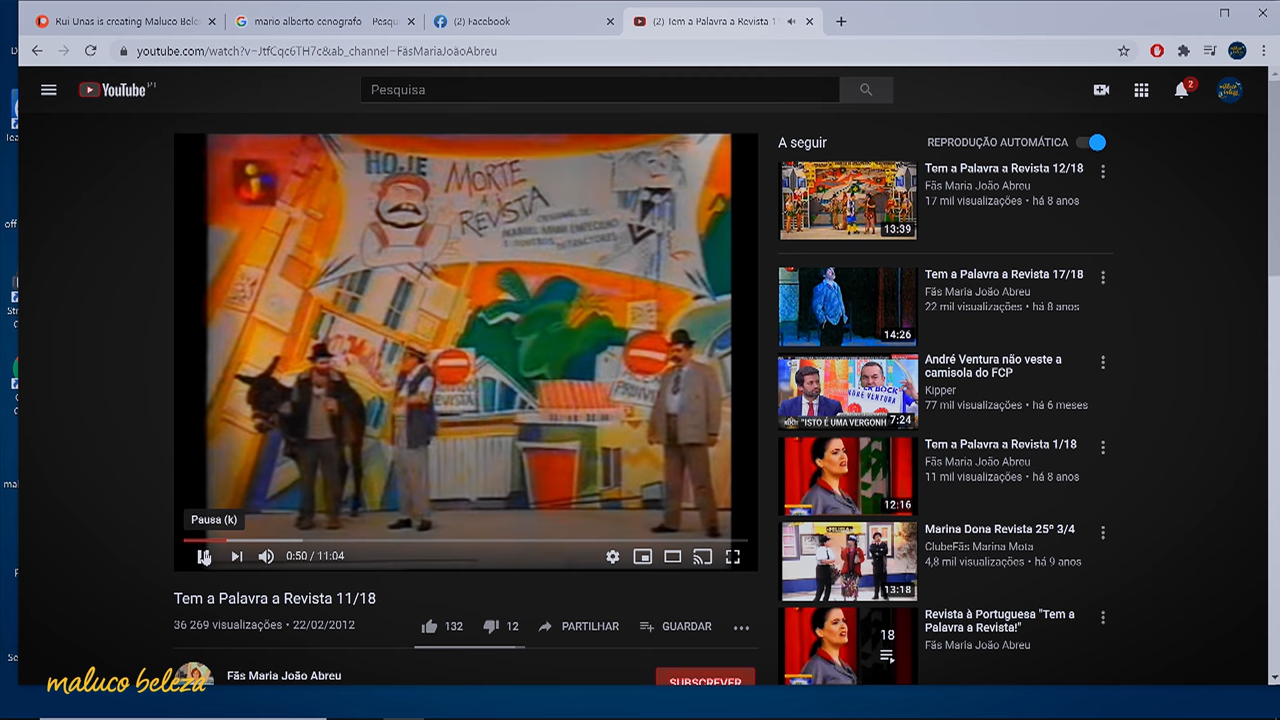 Rui Unas is creating Maluco Bele
mario alberto cenografo - Pesqu
(2) Facebook
(2) Tem a Palavra a Revista 1
youtube.com/watch?v=JtfCqc6TH7c&ab_channel=FãsMariaJoãoAbreu
YouTube PT
Pesquisa
2
HOJE
MORTE
À
REVISTA
Pausa (k)
0:50 / 11:04
Tem a Palavra a Revista 11/18
36 269 visualizações • 22/02/2012
132
12
PARTILHAR
GUARDAR
Fãs Maria João Abreu
SUBSCREVER
maluco beleza
A seguir
REPRODUÇÃO AUTOMÁTICA
Tem a Palavra a Revista 12/18
Fãs Maria João Abreu
17 mil visualizações • há 8 anos
13:39
Tem a Palavra a Revista 17/18
Fãs Maria João Abreu
22 mil visualizações • há 8 anos
14:26
André Ventura não veste a
camisola do FCP
Kipper
77 mil visualizações • há 6 meses
"ISTO É UMA VERGONH
7:24
Tem a Palavra a Revista 1/18
Fãs Maria João Abreu
11 mil visualizações • há 8 anos
12:16
Marina Dona Revista 25º 3/4
ClubeFãs Marina Mota
4,8 mil visualizações • há 9 anos
13:18
Revista à Portuguesa "Tem a
Palavra a Revista!"
Fãs Maria João Abreu
18